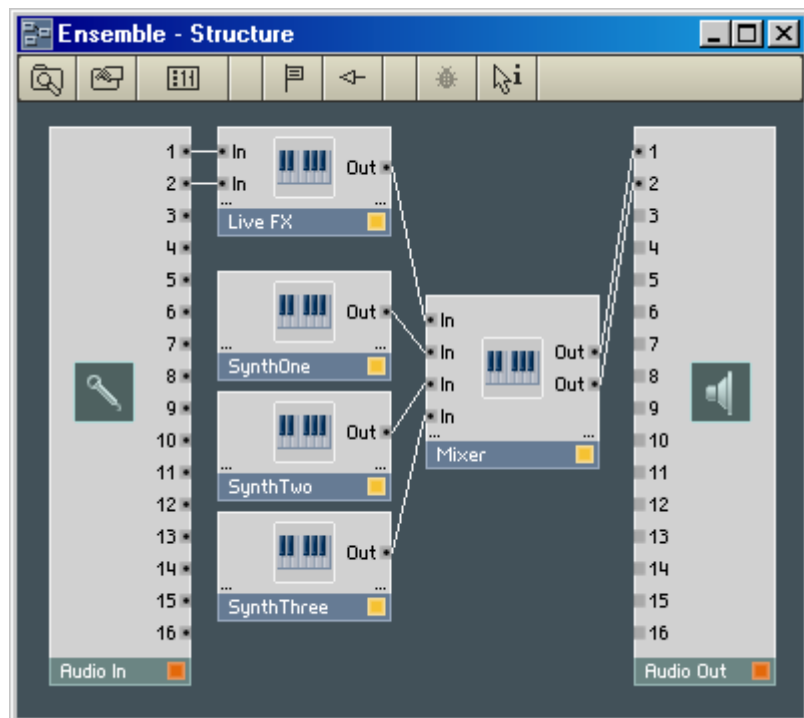 Ensemble - Structure
1
2
3
4
5
6
7
8
9
10
11
12
13
14
15
16
Audio In
In
In
Out
...
...
Live FX
Out
...
...
SynthOne
Out
...
...
SynthTwo
Out
...
...
SynthThree
In
In
In
In
Out
Out
...
...
Mixer
1
2
3
4
5
6
7
8
9
10
11
12
13
14
15
16
Audio Out